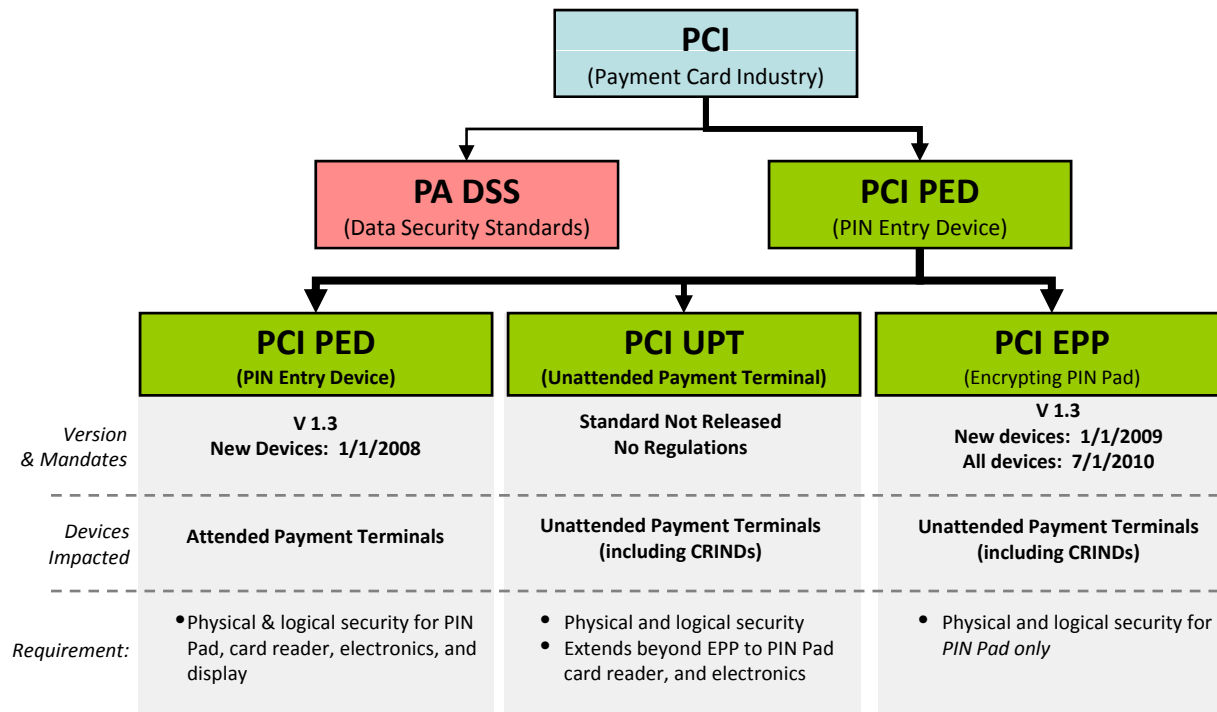 PCI
(Payment Card Industry)
PA DSS
(Data Security Standards)
PCI PED
(PIN Entry Device)
PCI PED
(PIN Entry Device)
PCI UPT
(Unattended Payment Terminal)
PCI EPP
(Encrypting PIN Pad)
Version
& Mandates
V 1.3
New Devices: 1/1/2008
Standard Not Released
No Regulations
V 1.3
New devices: 1/1/2009
All devices: 7/1/2010
Devices
Impacted
Attended Payment Terminals
Unattended Payment Terminals
(including CRINDs)
Unattended Payment Terminals
(including CRINDs)
Requirement:
•Physical & logical security for PIN
Pad, card reader, electronics, and
display
• Physical and logical security
• Extends beyond EPP to PIN Pad
card reader, and electronics
• Physical and logical security for
PIN Pad only